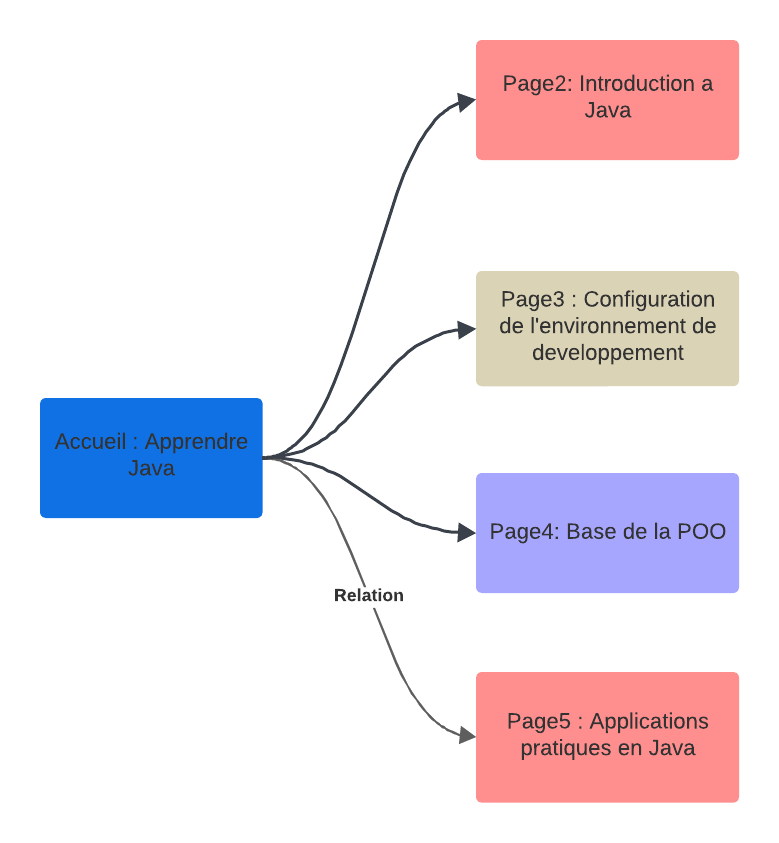 Page2: Introduction a
Java
Page3 : Configuration
de l'environnement de
developpement
Accueil : Apprendre
Java
Page4: Base de la POO
Relation
Page5 : Applications
pratiques en Java